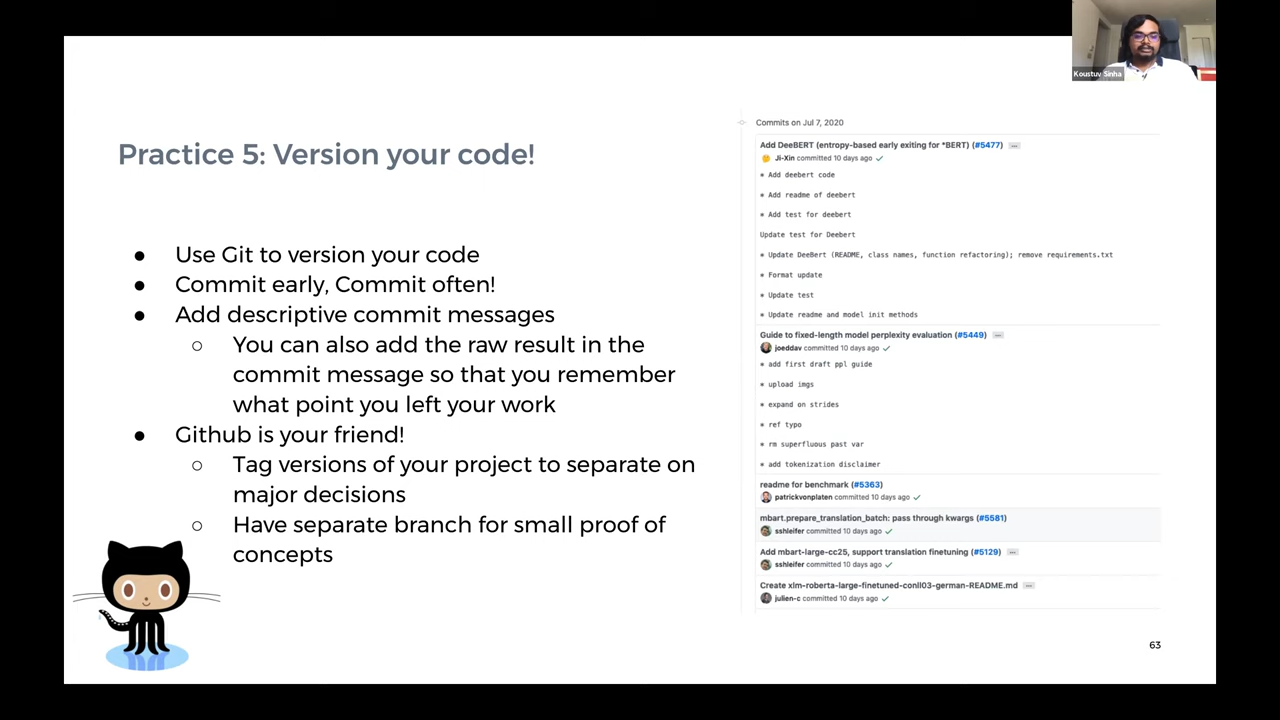 Koustuv Sinha
Practice 5: Version your code!
● Use Git to version your code
● Commit early, Commit often!
● Add descriptive commit messages
○ You can also add the raw result in the
commit message so that you remember
what point you left your work
● Github is your friend!
○ Tag versions of your project to separate on
major decisions
○ Have separate branch for small proof of
concepts
Commits on Jul 7, 2020
Add DeeBERT (entropy-based early exiting for *BERT) (#5477) ...
Ji-Xin committed 10 days ago ✓
* Add deebert code
* Add readme of deebert
* Add test for deebert
Update test for Deebert
* Update DeeBert (README, class names, function refactoring); remove requirements.txt
* Format update
* Update test
* Update readme and model init methods
Guide to fixed-length model perplexity evaluation (#5449) ...
joeddav committed 10 days ago ✓
* add first draft ppl guide
* upload imgs
* expand on strides
* ref typo
* rm superfluous past var
* add tokenization disclaimer
readme for benchmark (#5363)
patrickvonplaten committed 10 days ago ✓
mbart.prepare_translation_batch: pass through kwargs (#5581)
sshleifer committed 10 days ago ✓
Add mbart-large-cc25, support translation finetuning (#5129) ...
sshleifer committed 10 days ago ✓
Create xlm-roberta-large-finetuned-conll03-german-README.md ...
julien-c committed 10 days ago ✓
63